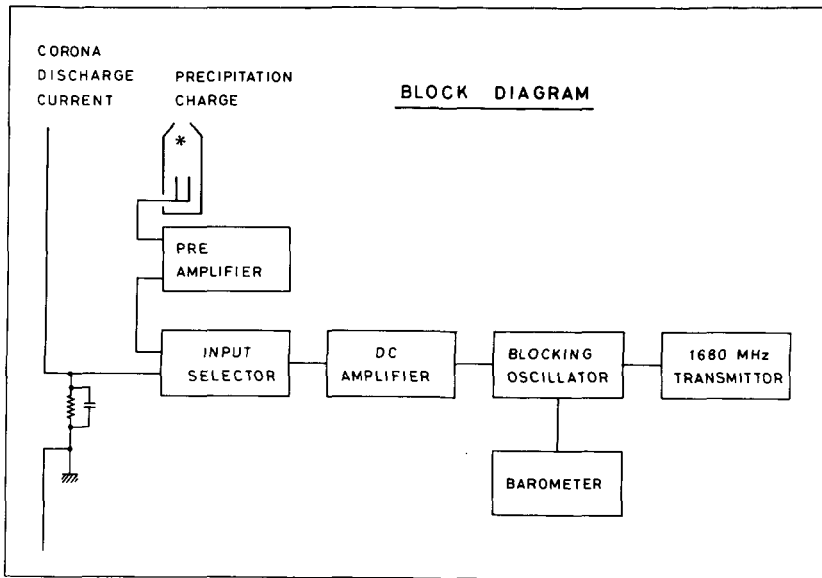 CORONA
DISCHARGE
CURRENT
PRECIPITATION
CHARGE
BLOCK DIAGRAM
*
PRE
AMPLIFIER
INPUT
SELECTOR
DC
AMPLIFIER
BLOCKING
OSCILLATOR
1680 MHz
TRANSMITTOR
BAROMETER